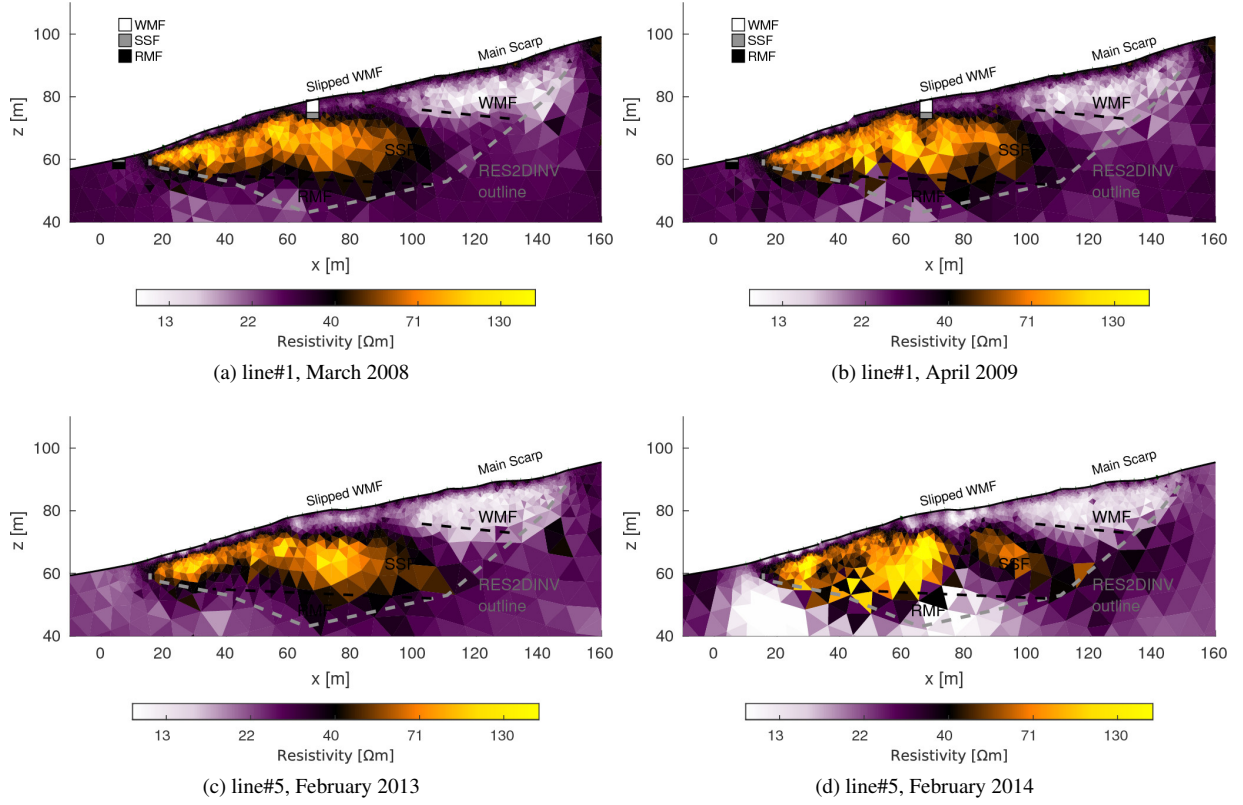 WMF
SSF
RMF
100
80
60
40
z [m]
Main Scarp
Slipped WMF
WMF
SSF
RES2DINV
outline
RMF
0 20 40 60 80 100 120 140 160
x [m]
13 22 40 71 130
Resistivity [Ωm]
(a) line#1, March 2008
WMF
SSF
RMF
100
80
60
40
z [m]
Main Scarp
Slipped WMF
WMF
SSF
RES2DINV
outline
RMF
0 20 40 60 80 100 120 140 160
x [m]
13 22 40 71 130
Resistivity [Ωm]
(b) line#1, April 2009
100
80
60
40
z [m]
Main Scarp
Slipped WMF
WMF
SSF
RES2DINV
outline
RMF
0 20 40 60 80 100 120 140 160
x [m]
13 22 40 71 130
Resistivity [Ωm]
(c) line#5, February 2013
100
80
60
40
z [m]
Main Scarp
Slipped WMF
WMF
SSF
RES2DINV
outline
RMF
0 20 40 60 80 100 120 140 160
x [m]
13 22 40 71 130
Resistivity [Ωm]
(d) line#5, February 2014